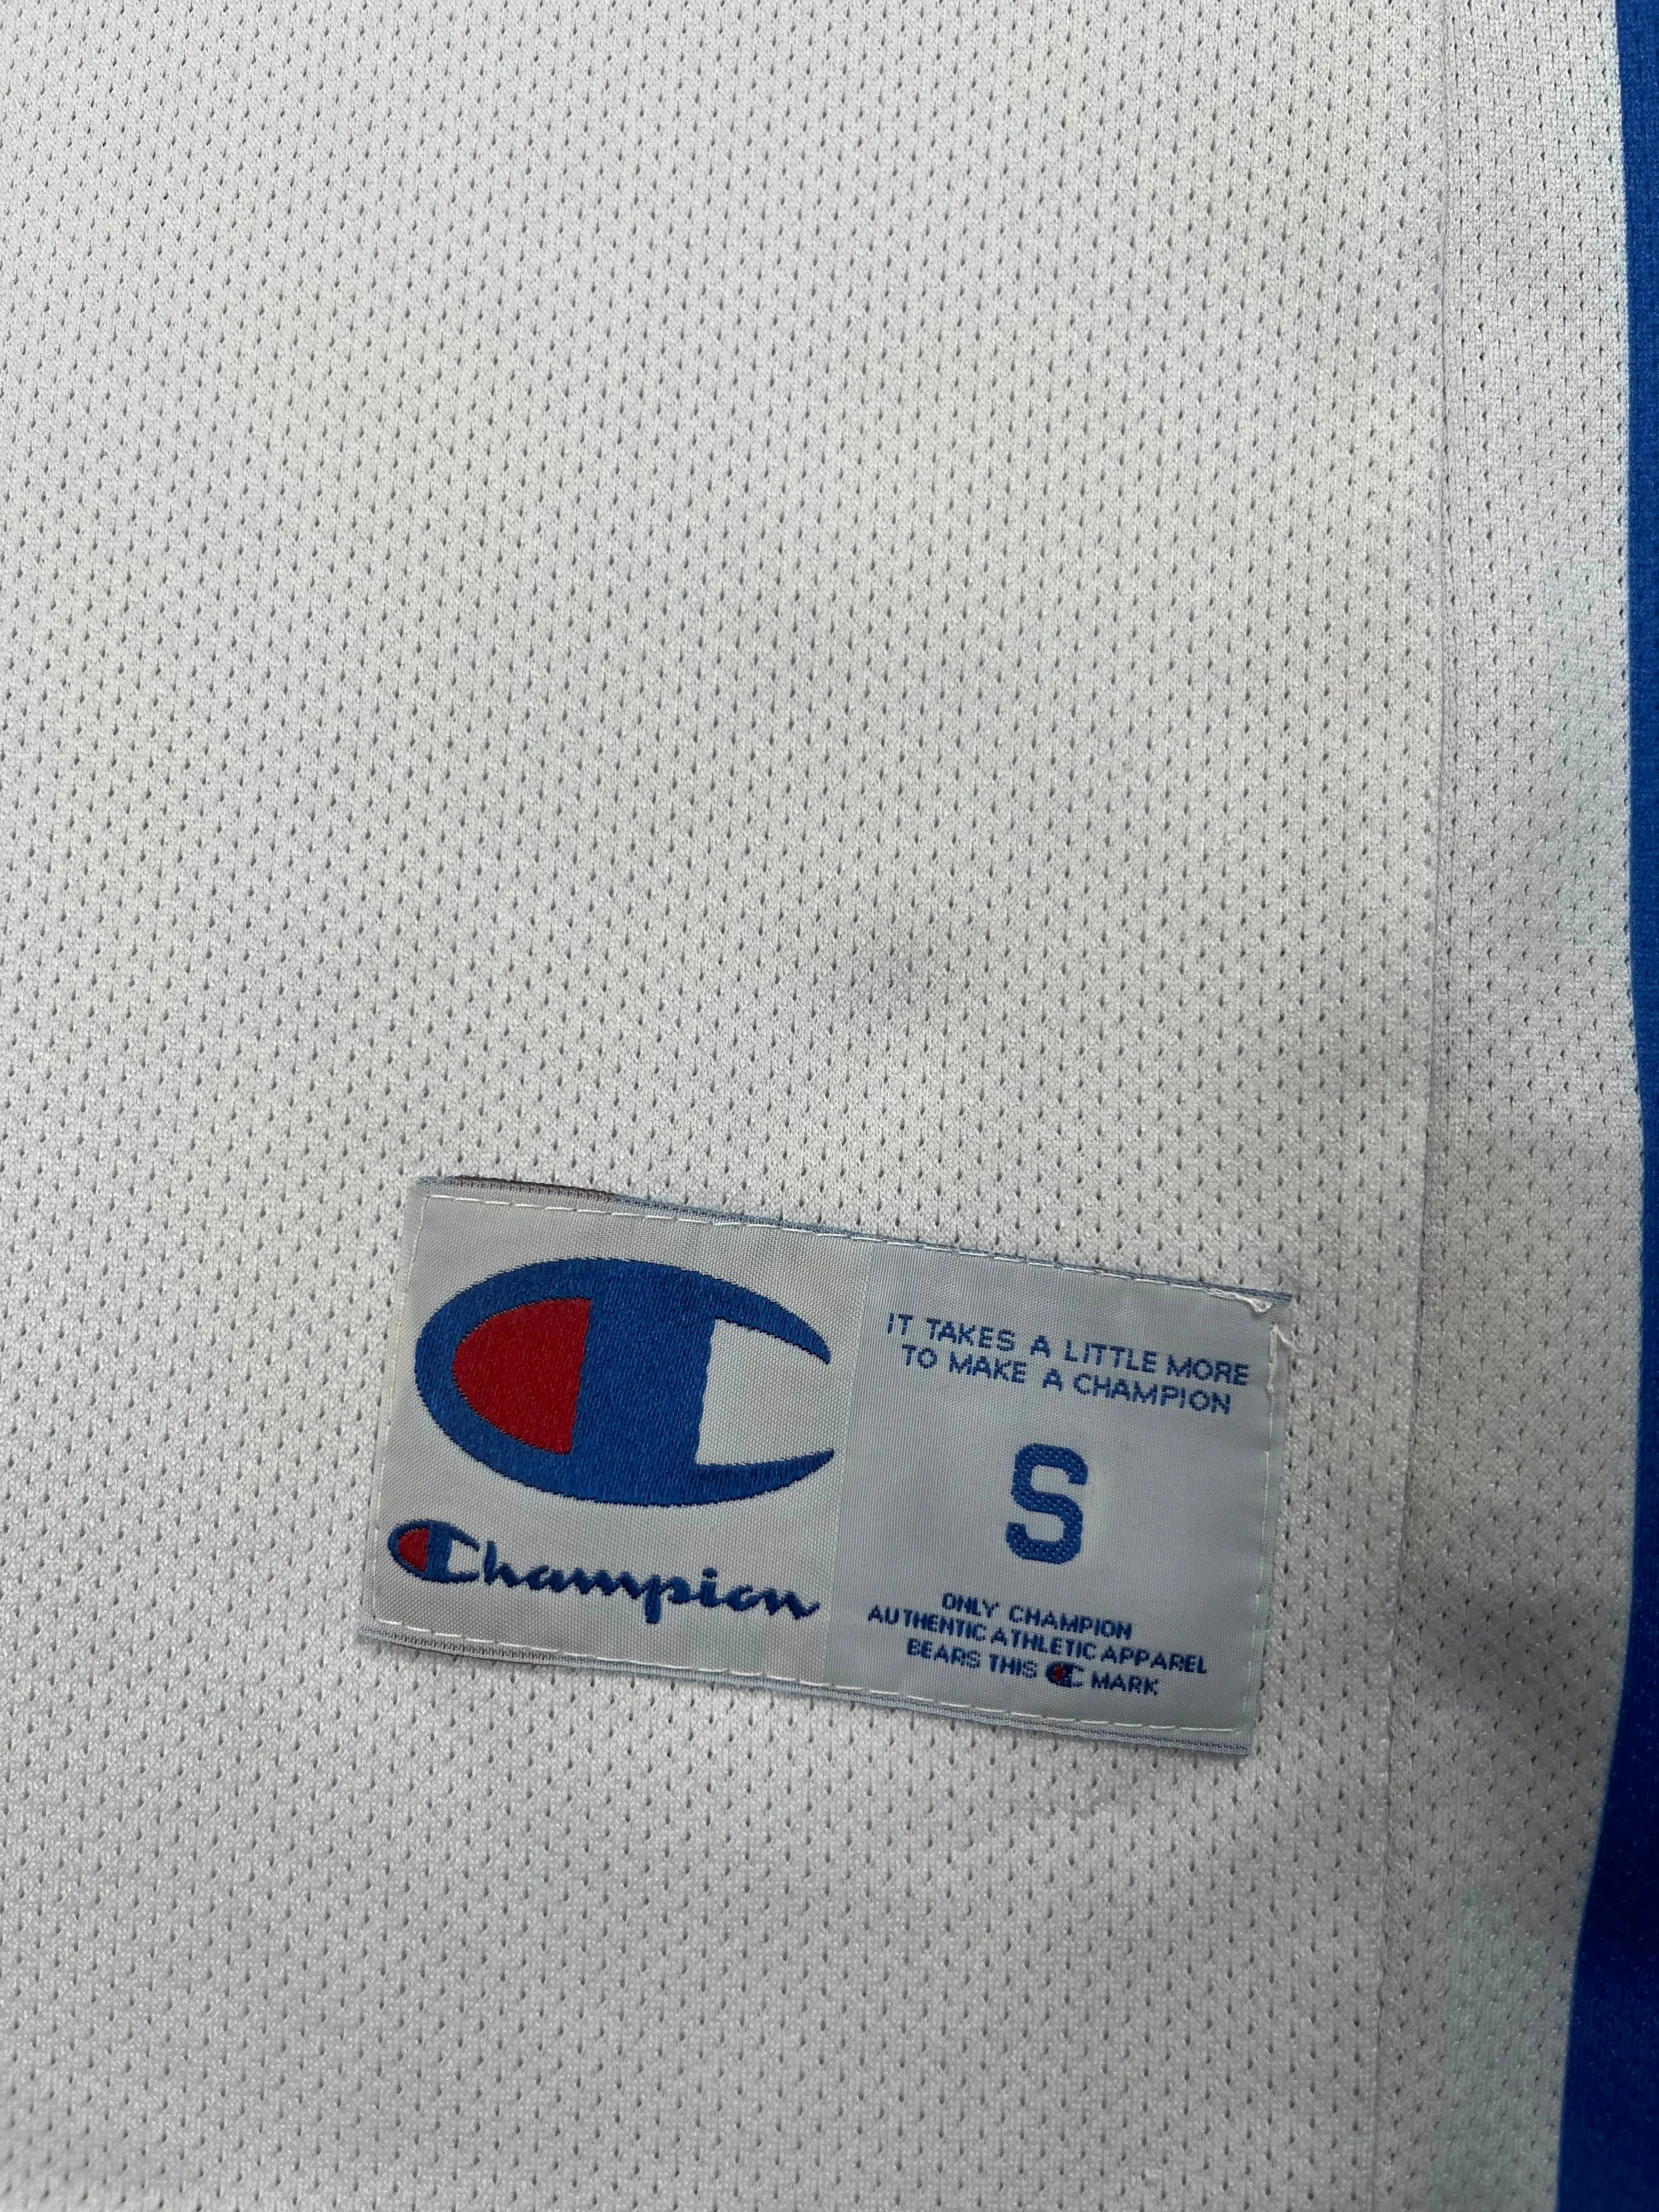 Champion
IT TAKES A LITTLE MORE
TO MAKE A CHAMPION
S
ONLY CHAMPION
AUTHENTIC ATHLETIC APPAREL
BEARS THIS C MARK